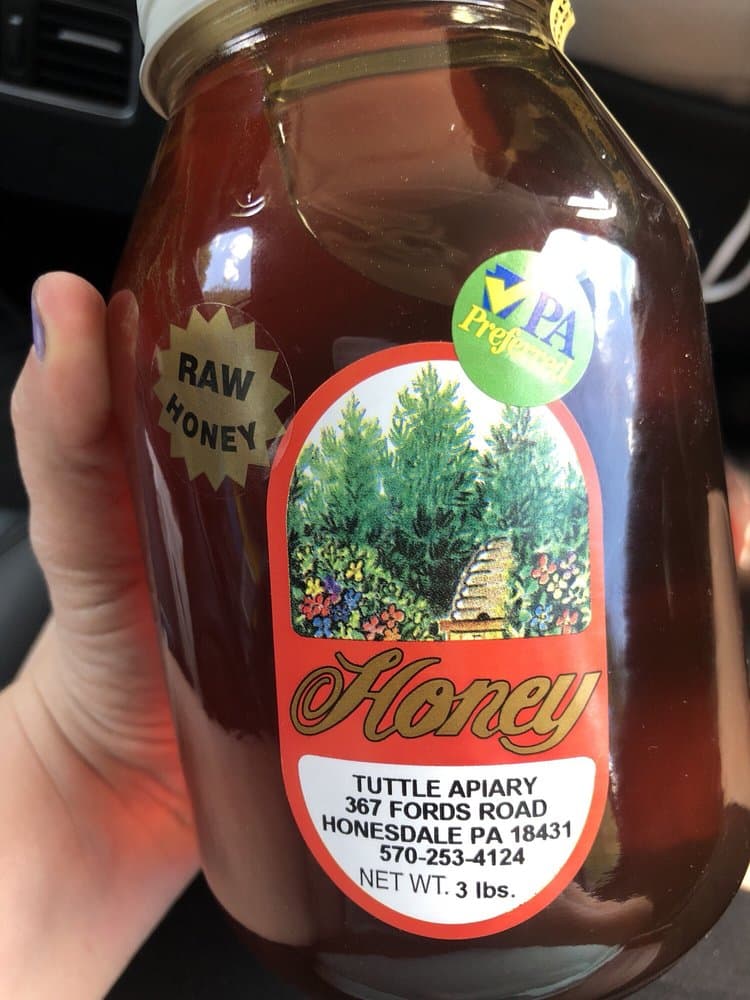 RAW
HONEY
PA
Preferred
Honey
TUTTLE APIARY
367 FORDS ROAD
HONESDALE PA 18431
570-253-4124
NET WT. 3 lbs.